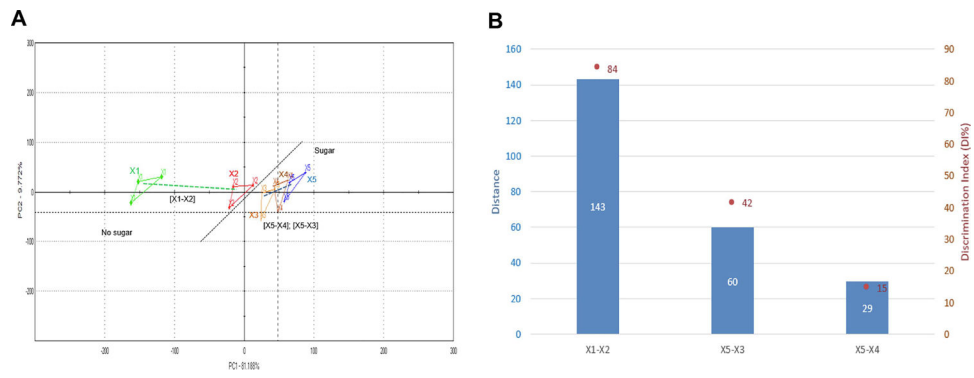 A
300
200
100
0
-100
-200
-200
-100
0
100
200
300
X1
X2
X3
X4
X5
Sugar
No sugar
[X1-X2]
[X5-X4]; [X5-X3]
PC1 - 81.188%
B
160
140
120
100
80
60
40
20
0
Distance
143
60
29
84
42
15
X1-X2
X5-X3
X5-X4
90
80
70
60
50
40
30
20
10
0
Discrimination Index (DI%)